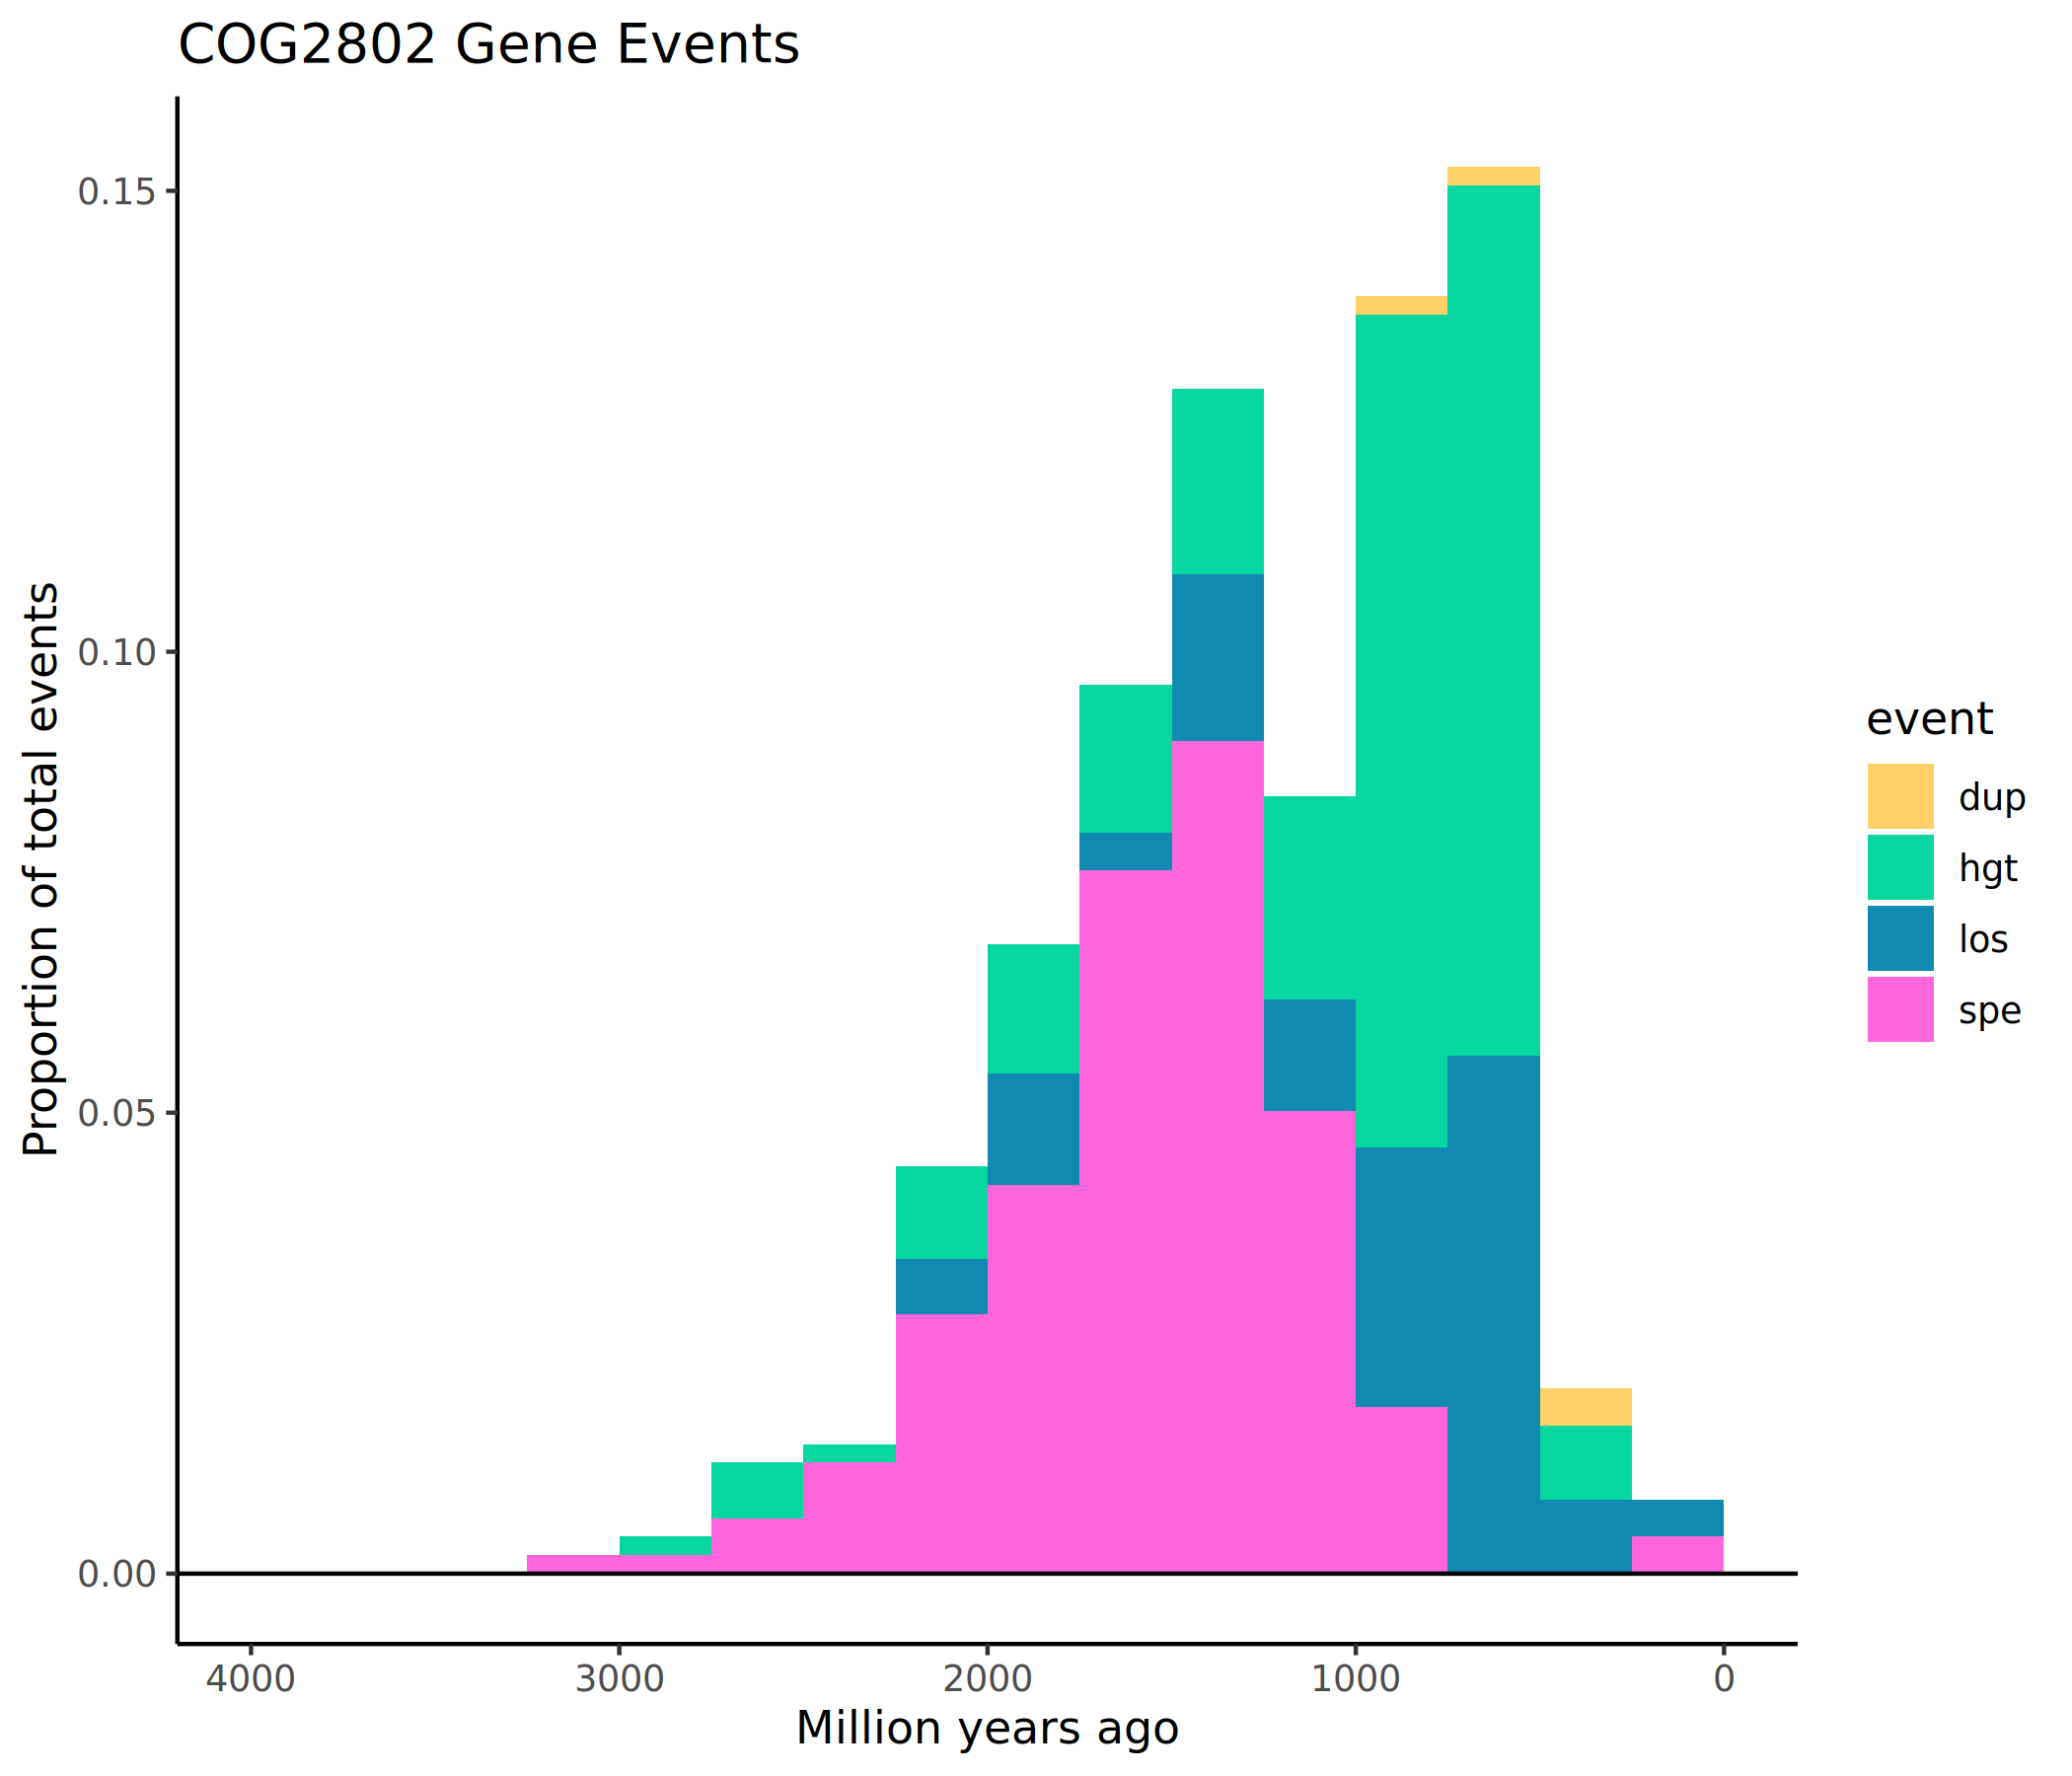 COG2802 Gene Events
Proportion of total events
0.15
0.10
0.05
0.00
4000 3000 2000 1000 0
Million years ago
event
dup
hgt
los
spe